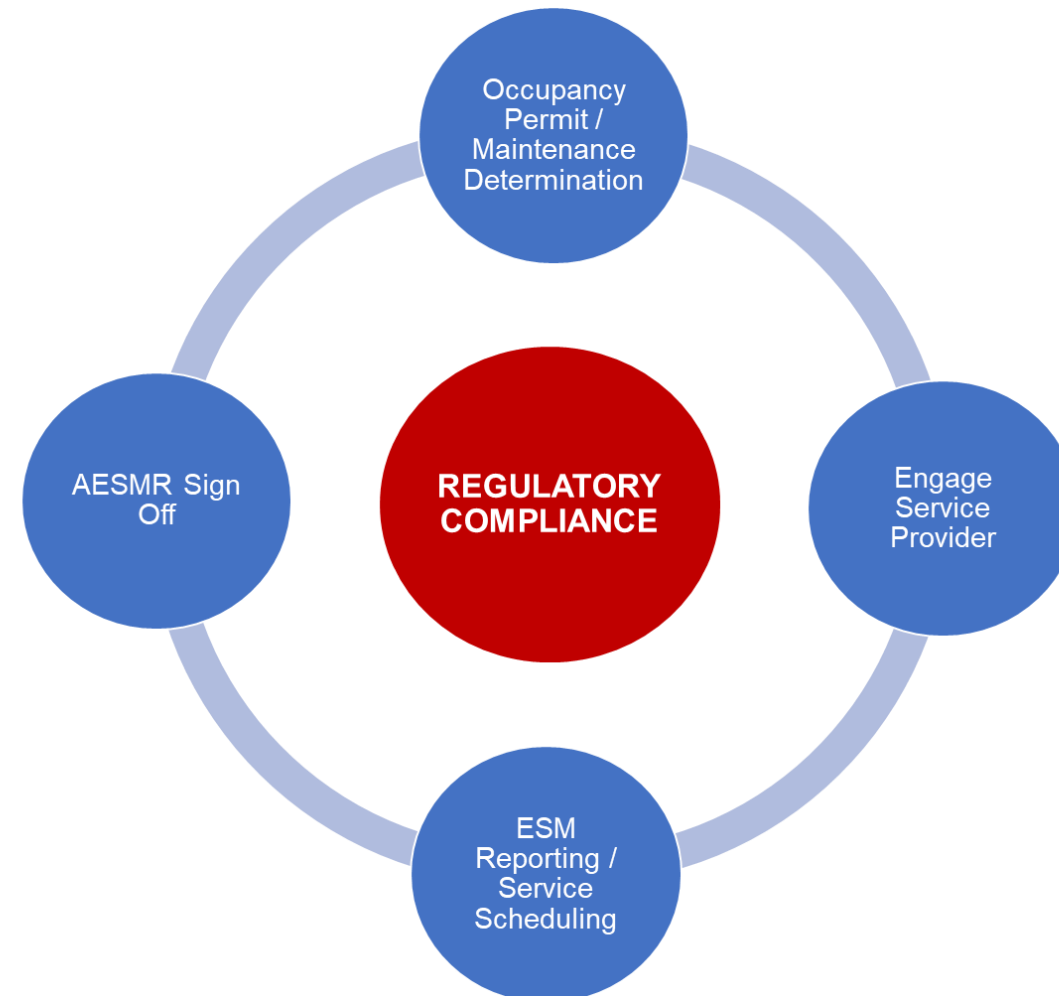 Occupancy
Permit /
Maintenance
Determination
Engage
Service
Provider
ESM
Reporting /
Service
Scheduling
AESMR Sign
Off
REGULATORY
COMPLIANCE